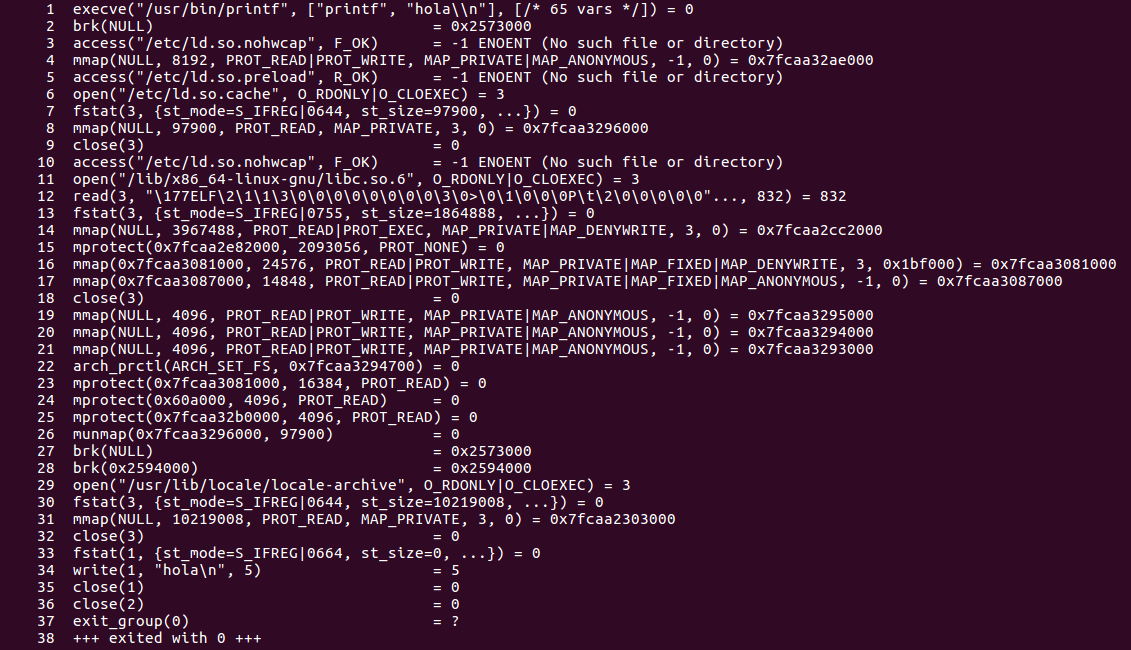 1 execve("/usr/bin/printf", ["printf", "hola\\n"], [/* 65 vars */]) = 0
2 brk(NULL) = 0x2573000
3 access("/etc/ld.so.nohwcap", F_OK) = -1 ENOENT (No such file or directory)
4 mmap(NULL, 8192, PROT_READ|PROT_WRITE, MAP_PRIVATE|MAP_ANONYMOUS, -1, 0) = 0x7fcaa32ae000
5 access("/etc/ld.so.preload", R_OK) = -1 ENOENT (No such file or directory)
6 open("/etc/ld.so.cache", O_RDONLY|O_CLOEXEC) = 3
7 fstat(3, {st_mode=S_IFREG|0644, st_size=97900, ...}) = 0
8 mmap(NULL, 97900, PROT_READ, MAP_PRIVATE, 3, 0) = 0x7fcaa3296000
9 close(3) = 0
10 access("/etc/ld.so.nohwcap", F_OK) = -1 ENOENT (No such file or directory)
11 open("/lib/x86_64-linux-gnu/libc.so.6", O_RDONLY|O_CLOEXEC) = 3
12 read(3, "\177ELF\2\1\1\3\0\0\0\0\0\0\0\0\3\0>\0\1\0\0\0P\t\2\0\0\0\0\0"..., 832) = 832
13 fstat(3, {st_mode=S_IFREG|0755, st_size=1864888, ...}) = 0
14 mmap(NULL, 3967488, PROT_READ|PROT_EXEC, MAP_PRIVATE|MAP_DENYWRITE, 3, 0) = 0x7fcaa2cc2000
15 mprotect(0x7fcaa2e82000, 2093056, PROT_NONE) = 0
16 mmap(0x7fcaa3081000, 24576, PROT_READ|PROT_WRITE, MAP_PRIVATE|MAP_FIXED|MAP_DENYWRITE, 3, 0x1bf000) = 0x7fcaa3081000
17 mmap(0x7fcaa3087000, 14848, PROT_READ|PROT_WRITE, MAP_PRIVATE|MAP_FIXED|MAP_ANONYMOUS, -1, 0) = 0x7fcaa3087000
18 close(3) = 0
19 mmap(NULL, 4096, PROT_READ|PROT_WRITE, MAP_PRIVATE|MAP_ANONYMOUS, -1, 0) = 0x7fcaa3295000
20 mmap(NULL, 4096, PROT_READ|PROT_WRITE, MAP_PRIVATE|MAP_ANONYMOUS, -1, 0) = 0x7fcaa3294000
21 mmap(NULL, 4096, PROT_READ|PROT_WRITE, MAP_PRIVATE|MAP_ANONYMOUS, -1, 0) = 0x7fcaa3293000
22 arch_prctl(ARCH_SET_FS, 0x7fcaa3294700) = 0
23 mprotect(0x7fcaa3081000, 16384, PROT_READ) = 0
24 mprotect(0x60a000, 4096, PROT_READ) = 0
25 mprotect(0x7fcaa32b0000, 4096, PROT_READ) = 0
26 munmap(0x7fcaa3296000, 97900) = 0
27 brk(NULL) = 0x2573000
28 brk(0x2594000) = 0x2594000
29 open("/usr/lib/locale/locale-archive", O_RDONLY|O_CLOEXEC) = 3
30 fstat(3, {st_mode=S_IFREG|0644, st_size=10219008, ...}) = 0
31 mmap(NULL, 10219008, PROT_READ, MAP_PRIVATE, 3, 0) = 0x7fcaa2303000
32 close(3) = 0
33 fstat(1, {st_mode=S_IFREG|0664, st_size=0, ...}) = 0
34 write(1, "hola\n", 5) = 5
35 close(1) = 0
36 close(2) = 0
37 exit_group(0) = ?
38 +++ exited with 0 +++